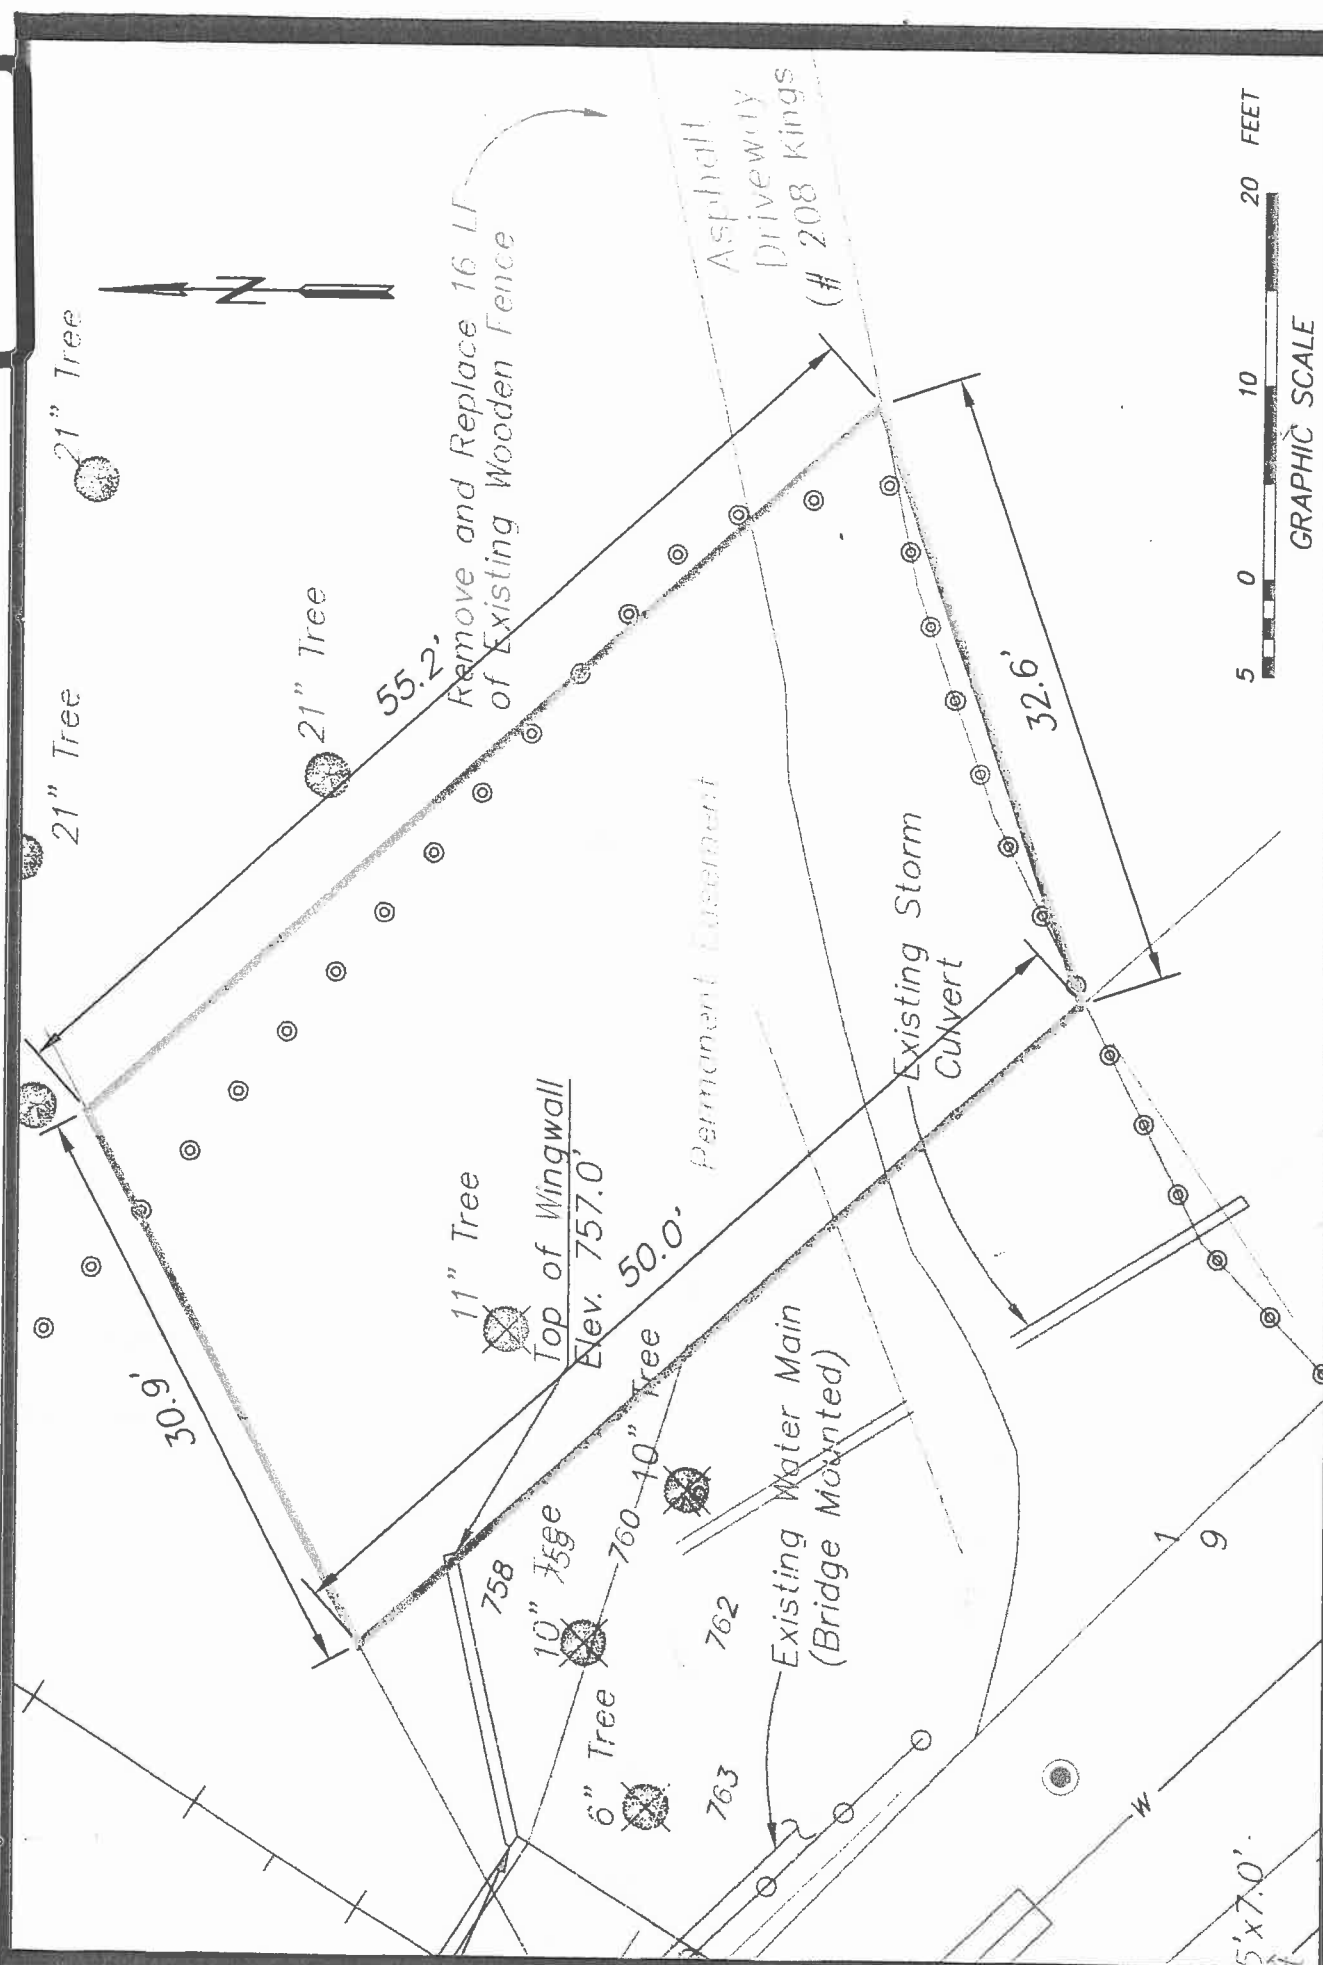 21" Tree
21" Tree
21" Tree
N
Remove and Replace 16 LF
of Existing Wooden Fence
Asphalt
Driveway
(# 208 Kings
55.2'
32.6'
30.9'
50.0'
Permanent Easement
11" Tree
Top of Wingwall
Elev. 757.0'
Existing Storm
Culvert
10" Tree
10" Tree
6" Tree
758
759
760
762
763
Existing Water Main
(Bridge Mounted)
1
9
W
5'x7.0'
5 0 10 20 FEET
GRAPHIC SCALE